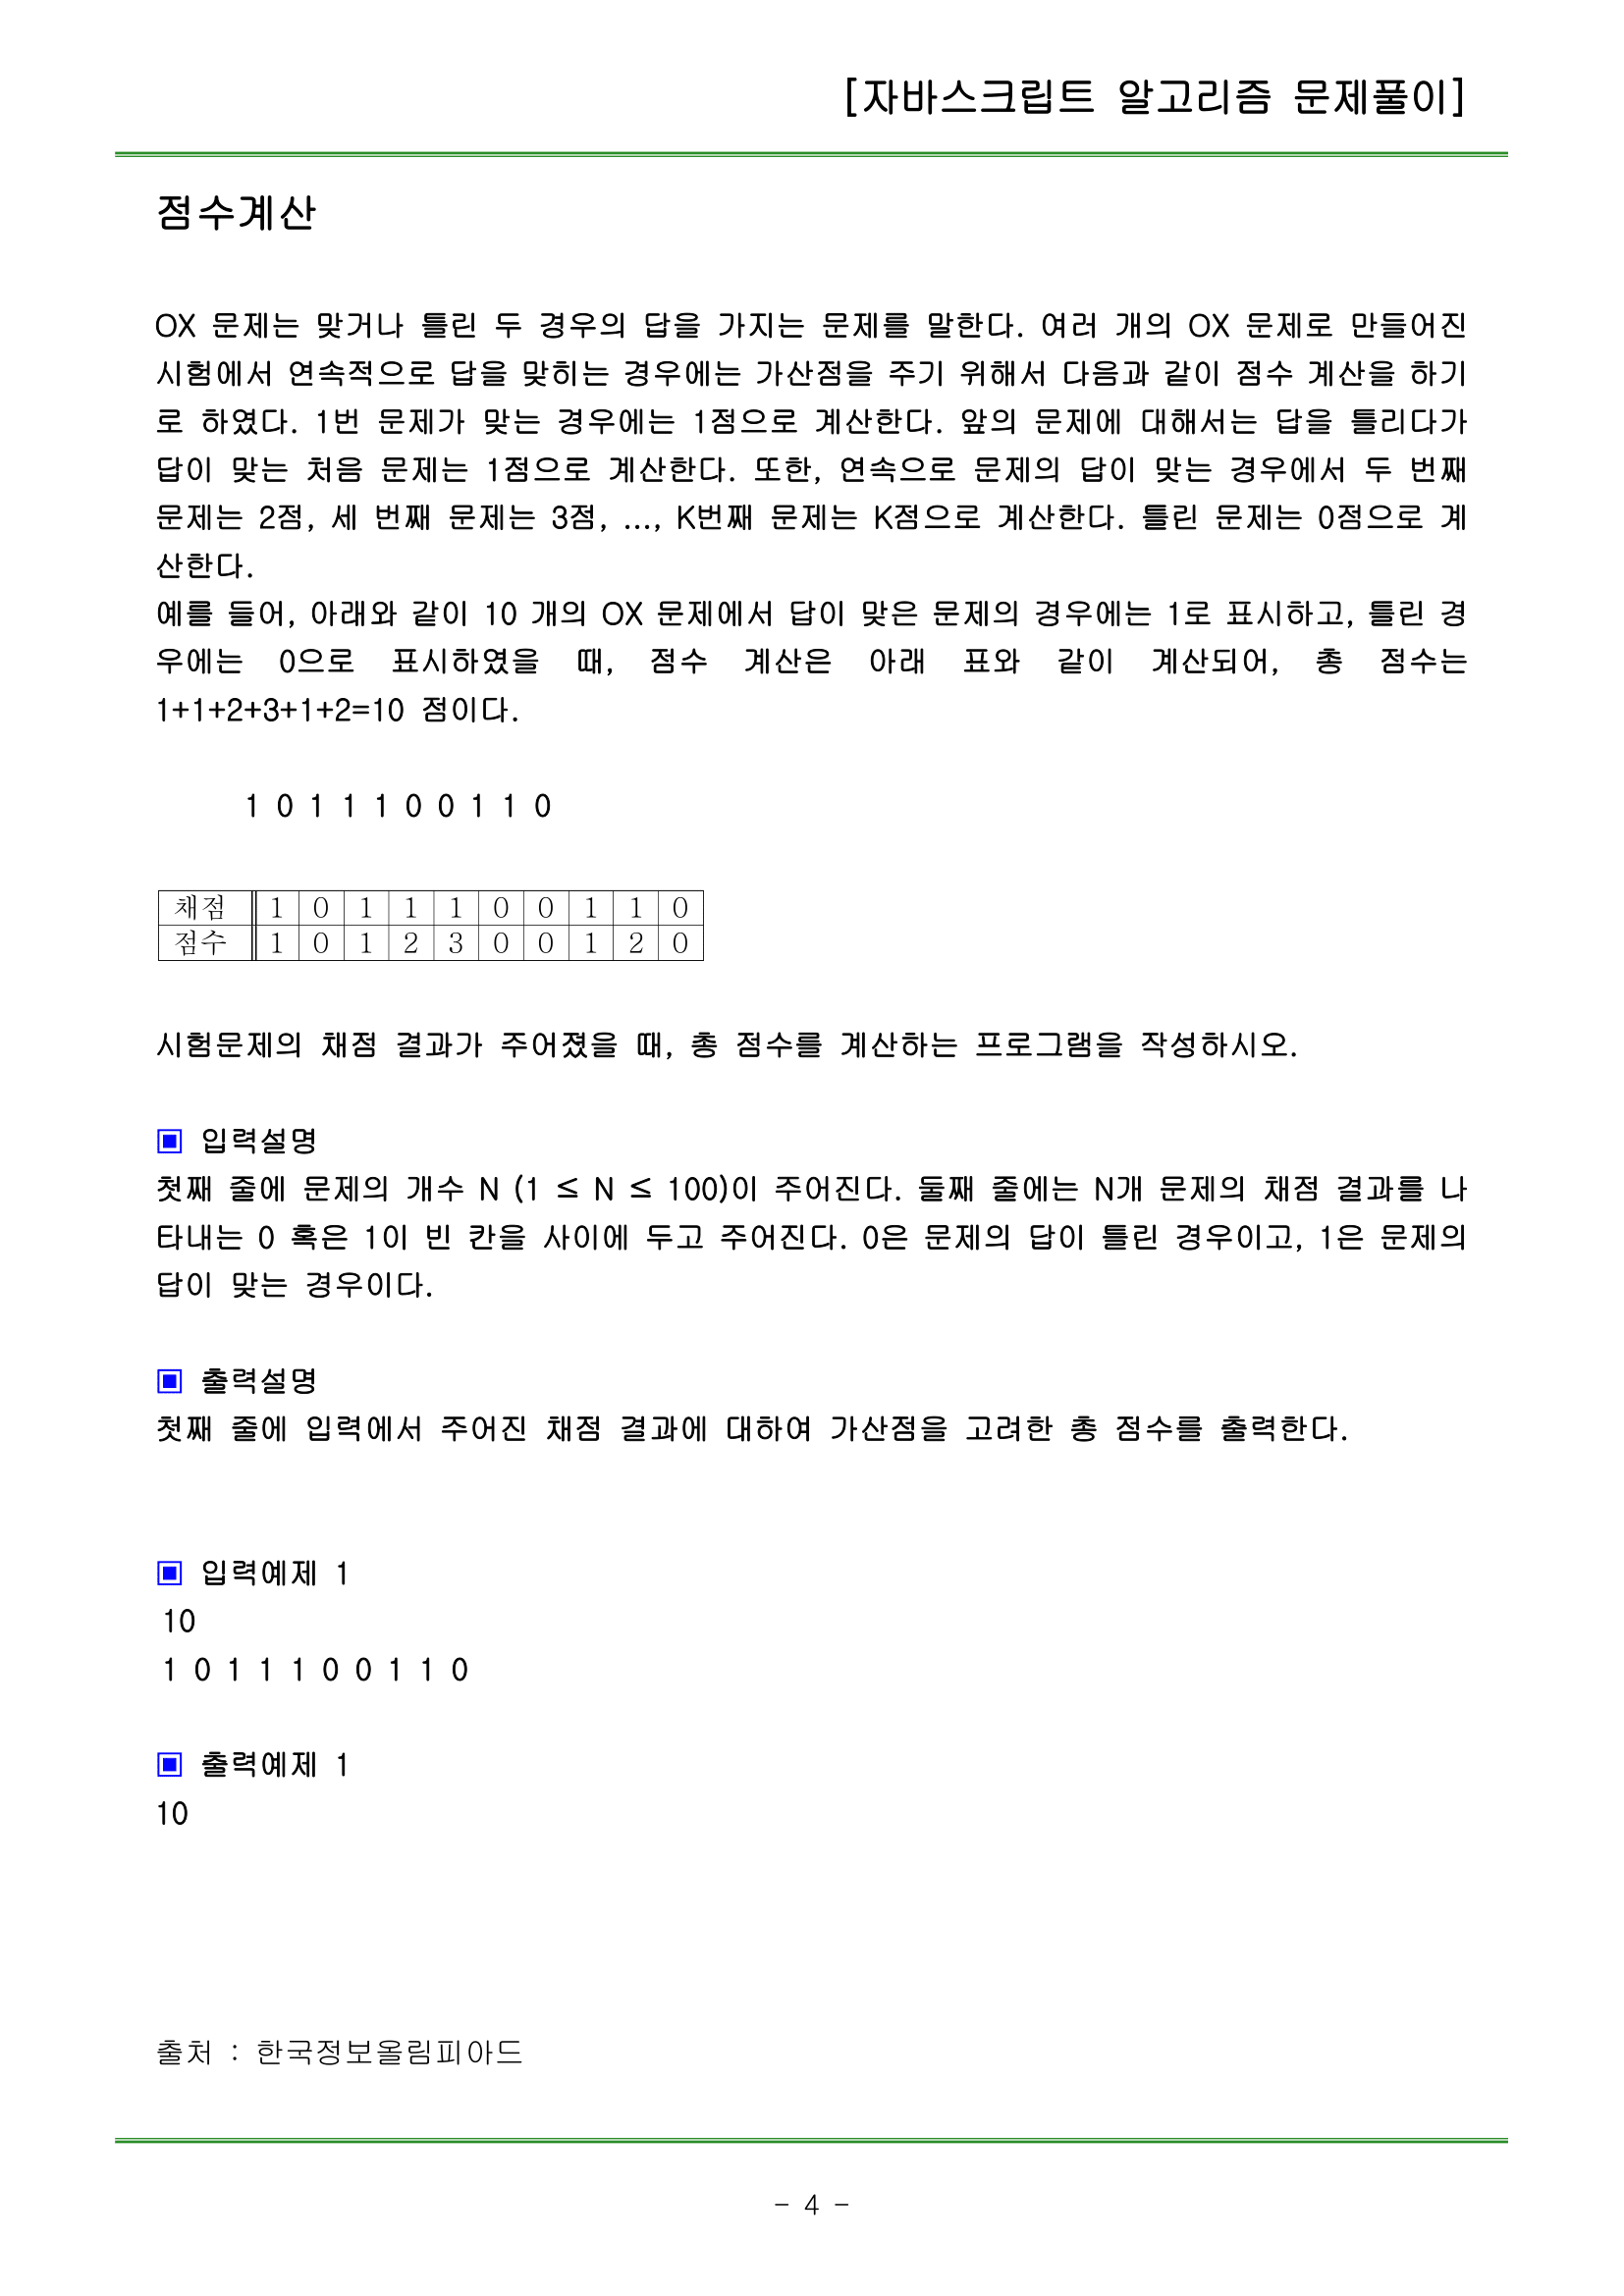 [자바스크립트 알고리즘 문제풀이]
점수계산
OX 문제는 맞거나 틀린 두 경우의 답을 가지는 문제를 말한다. 여러 개의 OX 문제로 만들어진
시험에서 연속적으로 답을 맞히는 경우에는 가산점을 주기 위해서 다음과 같이 점수 계산을 하기
로 하였다. 1번 문제가 맞는 경우에는 1점으로 계산한다. 앞의 문제에 대해서는 답을 틀리다가
답이 맞는 처음 문제는 1점으로 계산한다. 또한, 연속으로 문제의 답이 맞는 경우에서 두 번째
문제는 2점, 세 번째 문제는 3점, ..., K번째 문제는 K점으로 계산한다. 틀린 문제는 0점으로 계
산한다.
예를 들어, 아래와 같이 10 개의 OX 문제에서 답이 맞은 문제의 경우에는 1로 표시하고, 틀린 경
우에는 0으로 표시하였을 때, 점수 계산은 아래 표와 같이 계산되어, 총 점수는
1+1+2+3+1+2=10 점이다.
1 0 1 1 1 0 0 1 1 0
채점 1 0 1 1 1 0 0 1 1 0
점수 1 0 1 2 3 0 0 1 2 0
시험문제의 채점 결과가 주어졌을 때, 총 점수를 계산하는 프로그램을 작성하시오.
▣ 입력설명
첫째 줄에 문제의 개수 N (1 ≤ N ≤ 100)이 주어진다. 둘째 줄에는 N개 문제의 채점 결과를 나
타내는 0 혹은 1이 빈 칸을 사이에 두고 주어진다. 0은 문제의 답이 틀린 경우이고, 1은 문제의
답이 맞는 경우이다.
▣ 출력설명
첫째 줄에 입력에서 주어진 채점 결과에 대하여 가산점을 고려한 총 점수를 출력한다.
▣ 입력예제 1
10
1 0 1 1 1 0 0 1 1 0
▣ 출력예제 1
10
출처 : 한국정보올림피아드
- 4 -